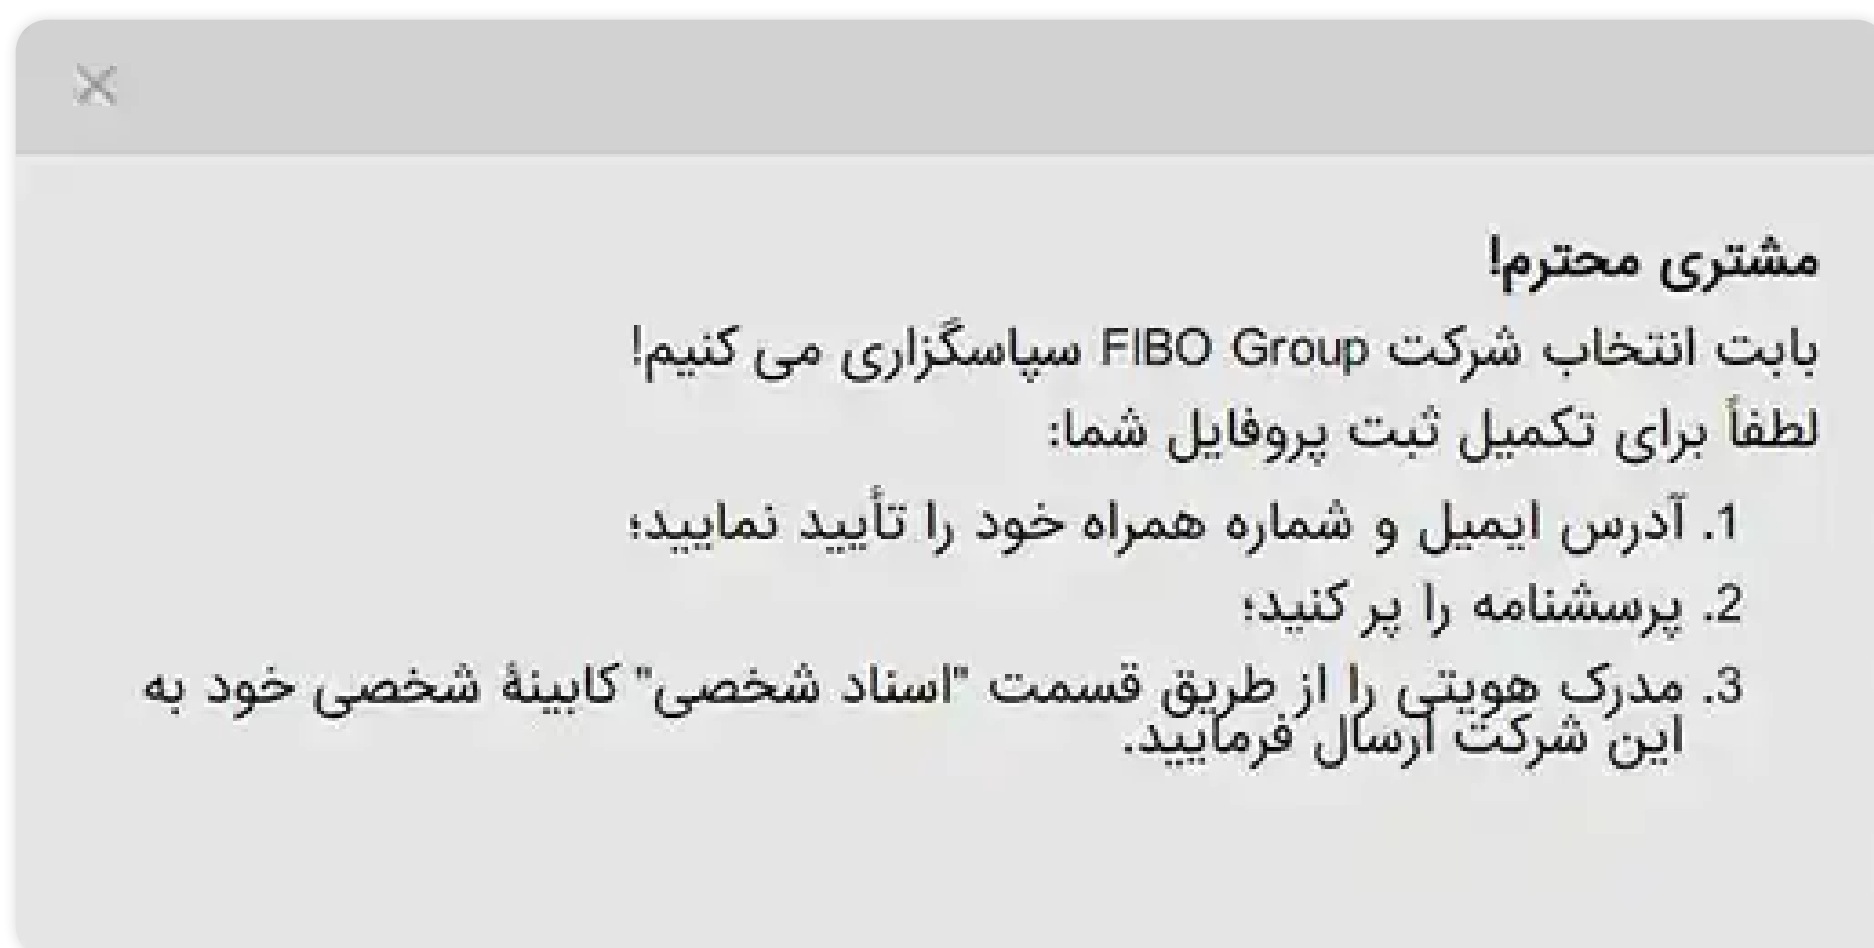 مشتری محترم!
بابت انتخاب شرکت FIBO Group سپاسگزاری می کنیم!
لطفاً برای تکمیل ثبت پروفایل شما:
1. آدرس ایمیل و شماره همراه خود را تأیید نمایید؛
2. پرسشنامه را پر کنید؛
3. مدرک هویتی را از طریق قسمت "اسناد شخصی" کابینهٔ شخصی خود به
این شرکت ارسال فرمایید.